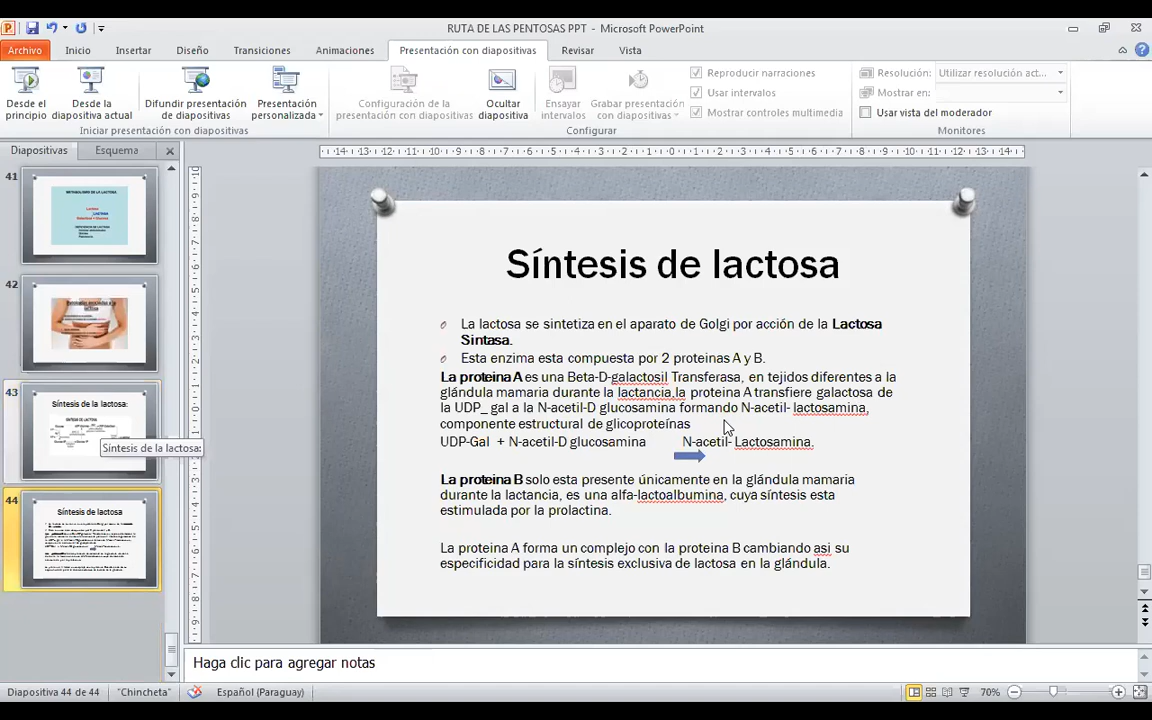 RUTA DE LAS PENTOSAS PPT - Microsoft PowerPoint
Archivo Inicio Insertar Diseño Transiciones Animaciones Presentación con diapositivas Revisar Vista
Desde el principio
Desde la diapositiva actual
Difundir presentación de diapositivas
Presentación personalizada
Configuración de la presentación con diapositivas
Ocultar diapositiva
Ensayar intervalos
Grabar presentación con diapositivas
Reproducir narraciones
Usar intervalos
Mostrar controles multimedia
Resolución: Utilizar resolución act...
Mostrar en:
Usar vista del moderador
Iniciar presentación con diapositivas Configurar Monitores
Diapositivas Esquema
41
METABOLISMO DE LA LACTOSA
42
43
Síntesis de la lactosa:
Síntesis de la lactosa:
44
Síntesis de lactosa
Síntesis de lactosa
La lactosa se sintetiza en el aparato de Golgi por acción de la Lactosa
Sintasa.
Esta enzima esta compuesta por 2 proteinas A y B.
La proteina A es una Beta-D-galactosil Transferasa, en tejidos diferentes a la
glándula mamaria durante la lactancia,la proteina A transfiere galactosa de
la UDP_ gal a la N-acetil-D glucosamina formando N-acetil- lactosamina,
componente estructural de glicoproteínas
UDP-Gal + N-acetil-D glucosamina N-acetil- Lactosamina.
La proteina B solo esta presente únicamente en la glándula mamaria
durante la lactancia, es una alfa-lactoalbumina, cuya síntesis esta
estimulada por la prolactina.
La proteina A forma un complejo con la proteina B cambiando asi su
especificidad para la síntesis exclusiva de lactosa en la glándula.
Haga clic para agregar notas
Diapositiva 44 de 44 "Chincheta" Español (Paraguay) 70%